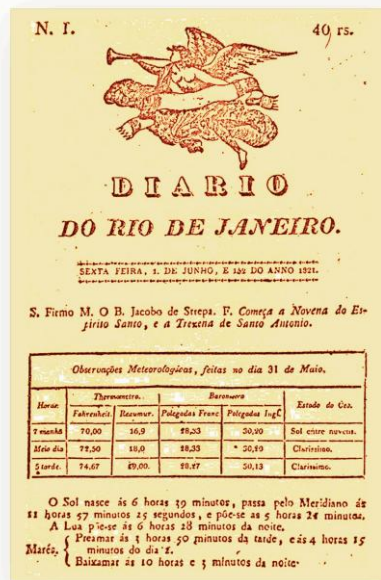 N. 1. 40 rs.
DIARIO
DO RIO DE JANEIRO.
SEXTA FEIRA, 1. DE JUNHO, E 152 DO ANNO 1821.
S. Firmo M. O B. Jacobo de Strepa. F. Começa a Novena do Es-
pirito Santo, e a Trezena de Santo Antonio.
Observações Meteorologicas, feitas no dia 31 de Maio.
Horas. Thermometro. Barometro Estado do Ceo.
Fahrenheit. Reaumur. Polegadas Franc. Polegadas Ingl.
7 manhã 70,00 16,9 28,33 30,20 Sol entre nuvens.
Meio dia 72,50 18,0 28,33 Clarissimo.
5 tarde. 74,67 19,00. 28,27 30,13 Clarissimo.
O Sol nasce ás 6 horas 39 minutos, passa pelo Meridiano ás
11 horas 57 minutos 25 segundos, e põe-se as 5 horas 21 minutos.
A Lua põe-se ás 6 horas 28 minutos da noite.
Marés, { Preamar ás 3 horas 50 minutos da tarde, e ás 4 horas 15
minutos do dia 2.
Baixamar ás 10 horas e 3 minutos da noite.